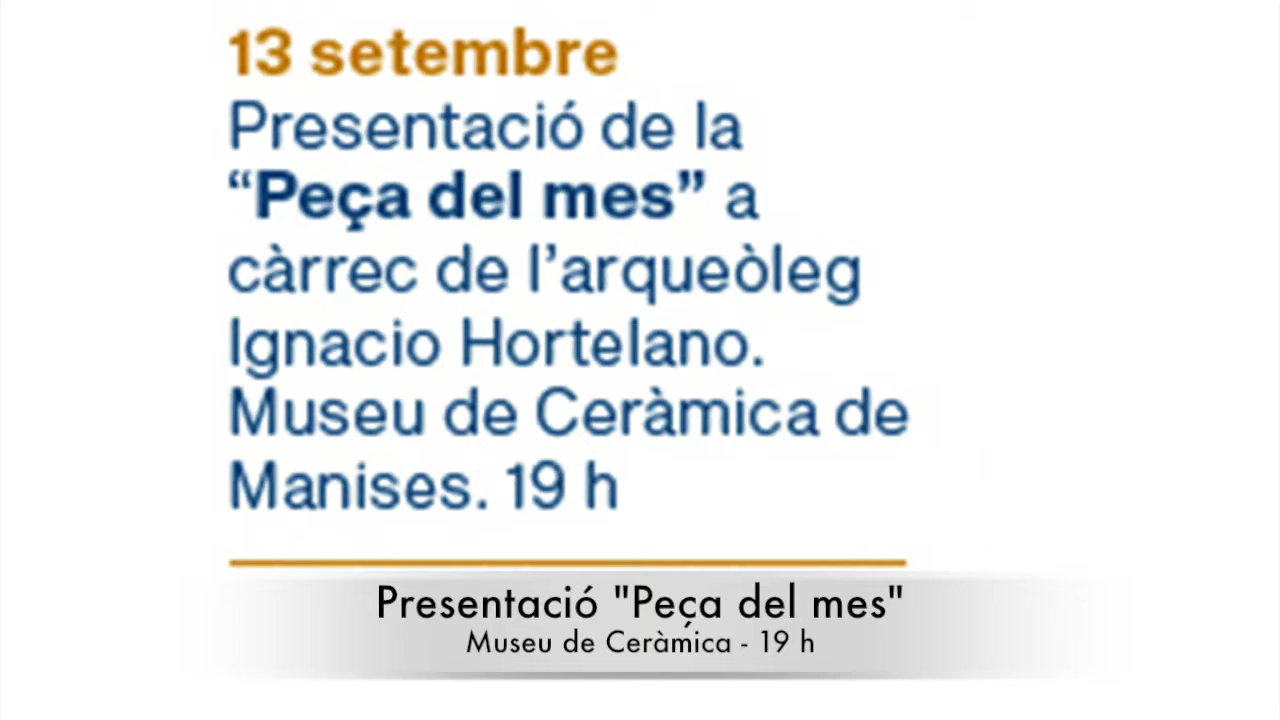 13 setembre
Presentació de la
“Peça del mes” a
càrrec de l’arqueòleg
Ignacio Hortelano.
Museu de Ceràmica de
Manises. 19 h
Presentació "Peça del mes"
Museu de Ceràmica - 19 h